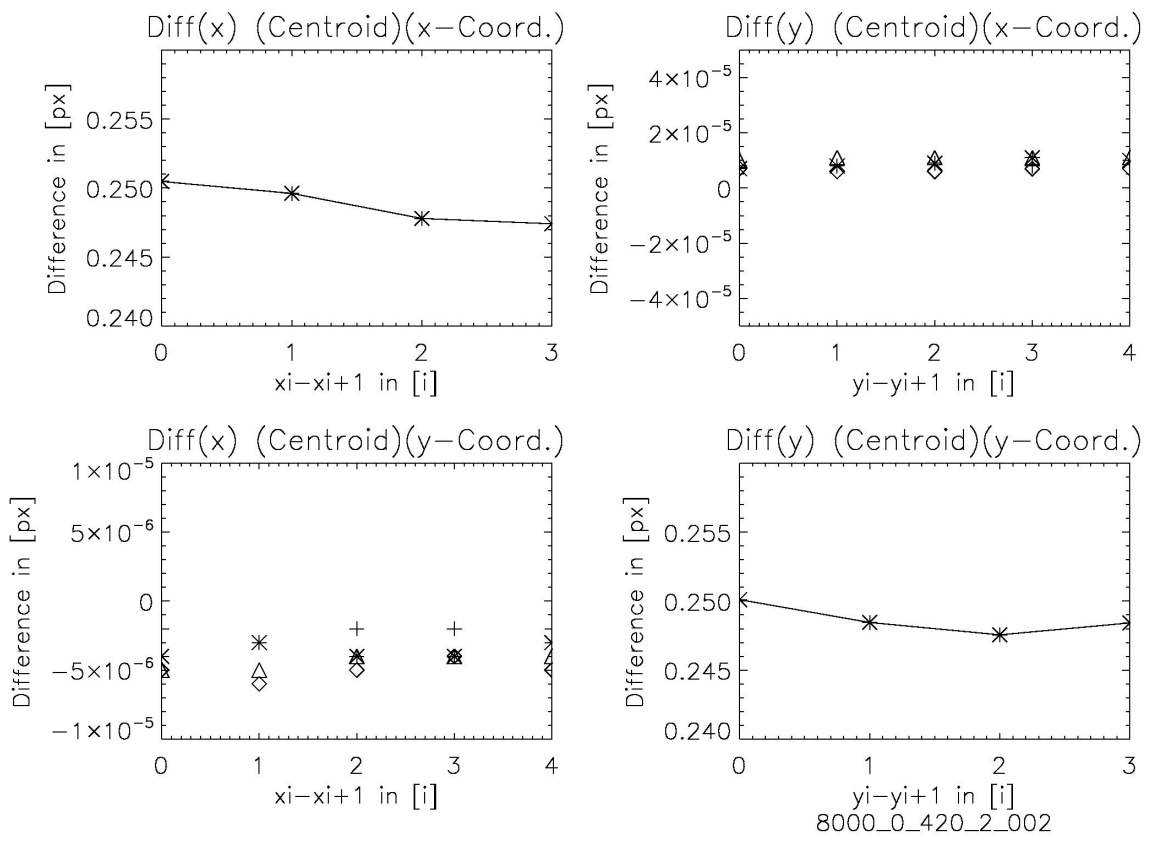 Diff(x) (Centroid)(x-Coord.)
Difference in [px]
0.255
0.250
0.245
0.240
0 1 2 3
xi-xi+1 in [i]
Diff(y) (Centroid)(x-Coord.)
Difference in [px]
4×10⁻⁵
2×10⁻⁵
0
-2×10⁻⁵
-4×10⁻⁵
0 1 2 3 4
yi-yi+1 in [i]
Diff(x) (Centroid)(y-Coord.)
Difference in [px]
1×10⁻⁵
5×10⁻⁶
0
-5×10⁻⁶
-1×10⁻⁵
0 1 2 3 4
xi-xi+1 in [i]
Diff(y) (Centroid)(y-Coord.)
Difference in [px]
0.255
0.250
0.245
0.240
0 1 2 3
yi-yi+1 in [i]
8000_0_420_2_002